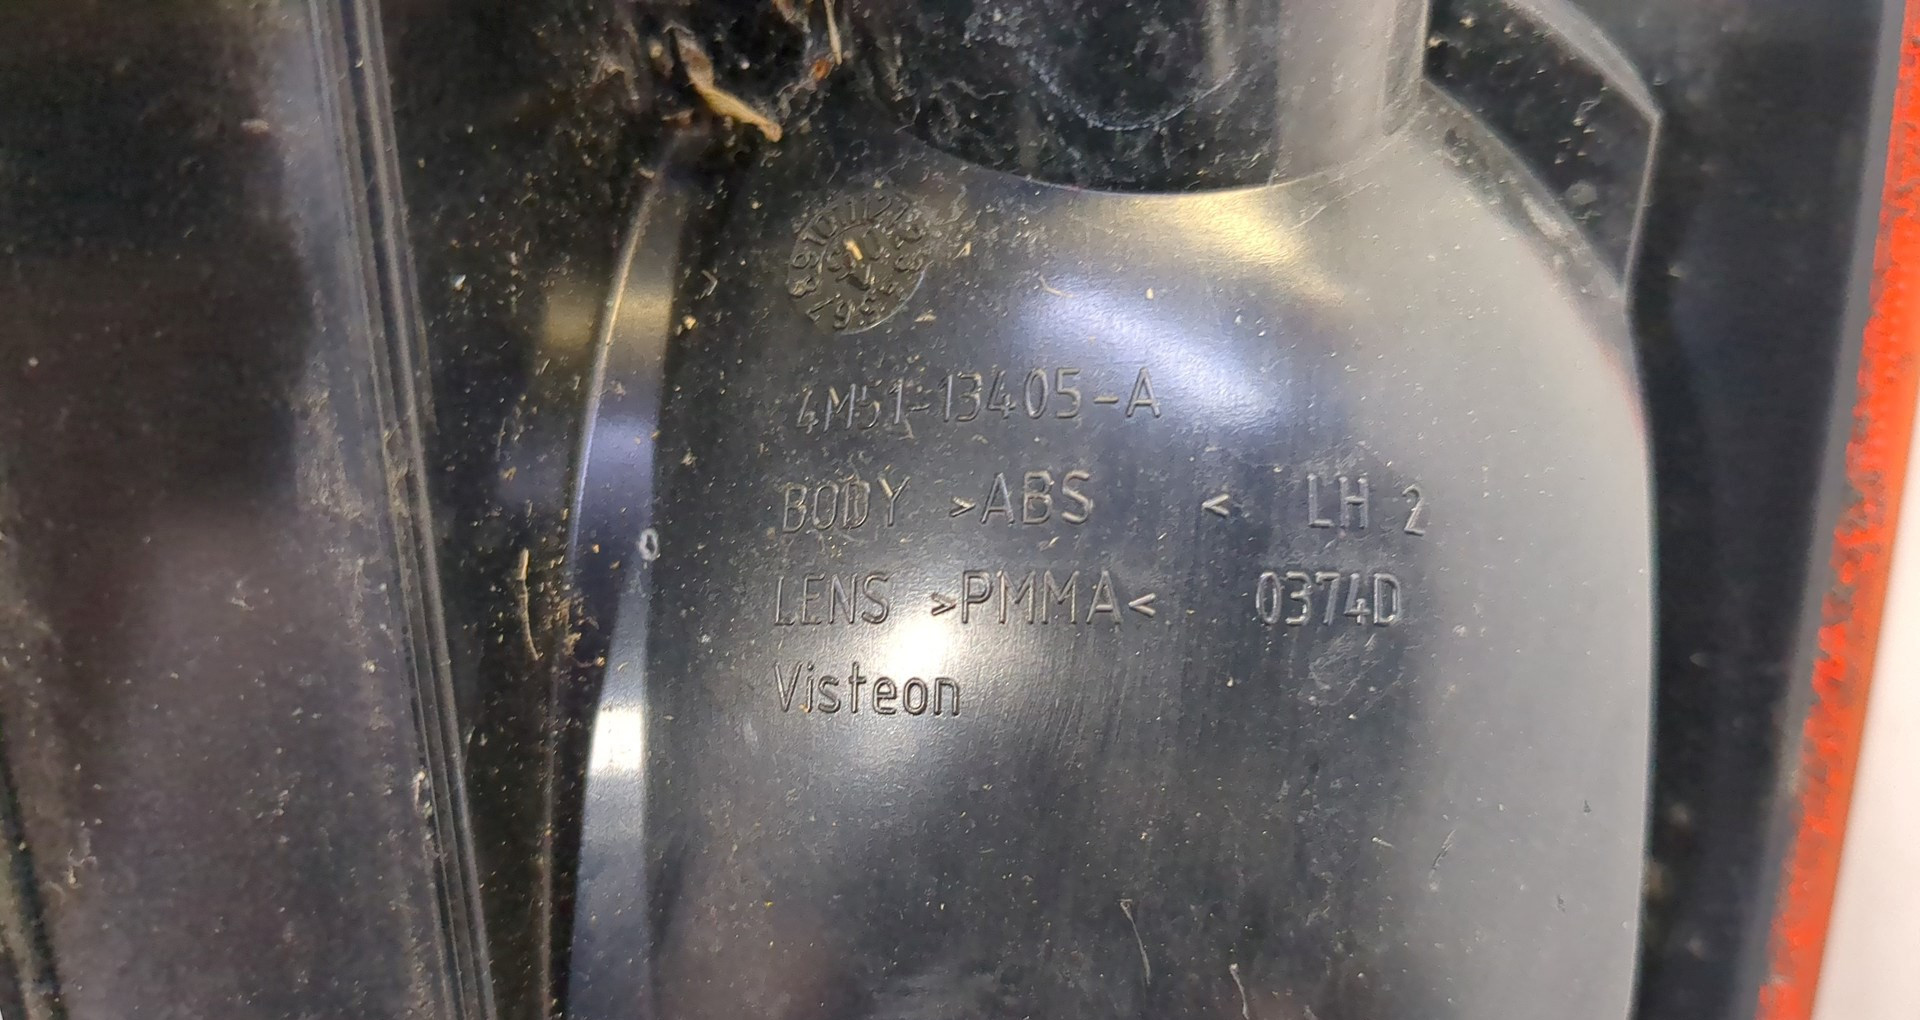 4M51-13405-A
BODY >ABS < LH 2
LENS >PMMA< 0374D
Visteon